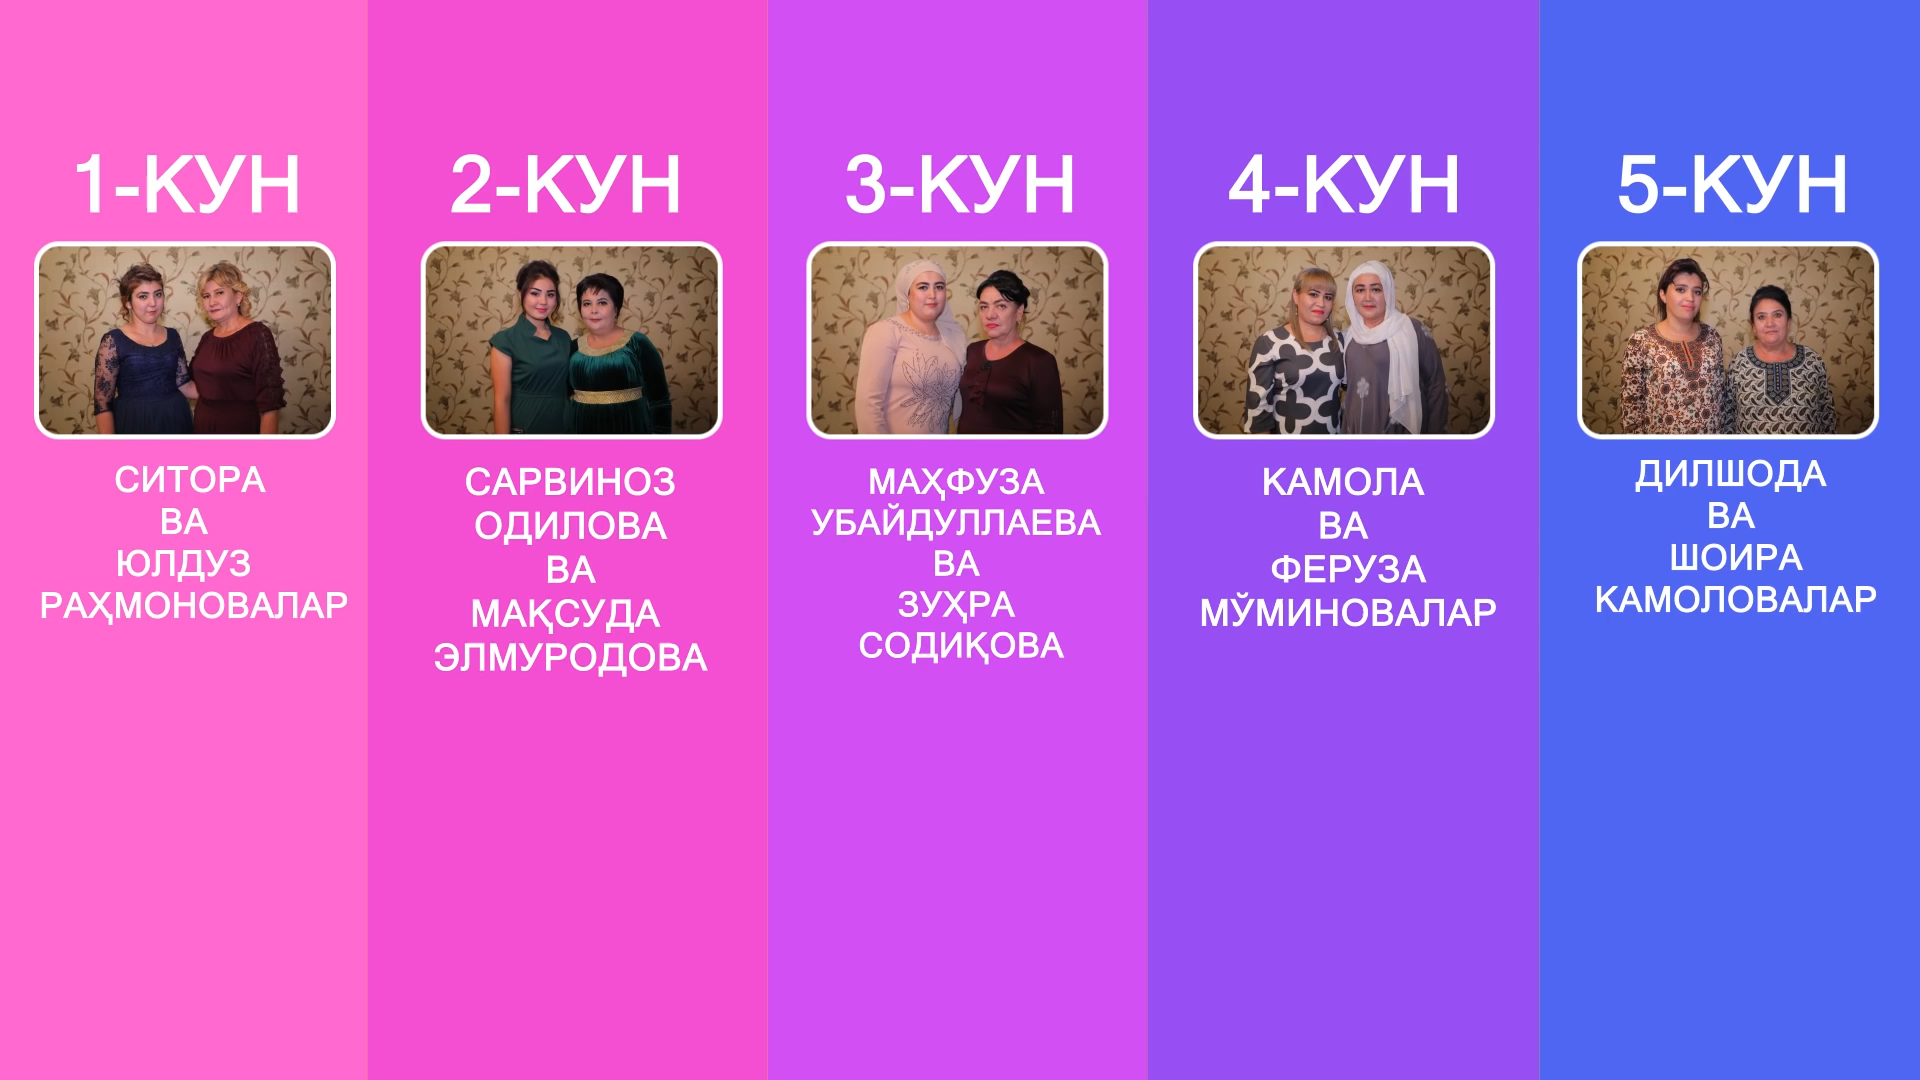 1-КУН
СИТОРА
ВА
ЮЛДУЗ
РАҲМОНОВАЛАР
2-КУН
САРВИНОЗ
ОДИЛОВА
ВА
МАҚСУДА
ЭЛМУРОДОВА
3-КУН
МАҲФУЗА
УБАЙДУЛЛАЕВА
ВА
ЗУҲРА
СОДИҚОВА
4-КУН
КАМОЛА
ВА
ФЕРУЗА
МЎМИНОВАЛАР
5-КУН
ДИЛШОДА
ВА
ШОИРА
КАМОЛОВАЛАР